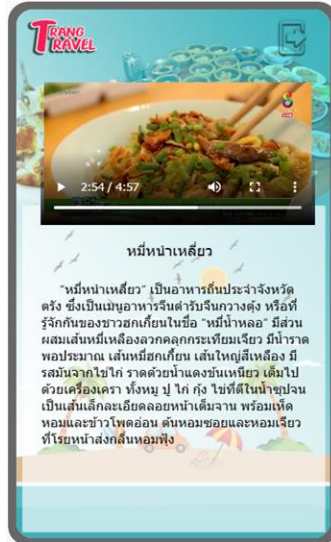 TRANG
TRAVEL
2:54 / 4:57
หมี่หน่ำเหลี่ยว
"หมี่หน่ำเหลี่ยว" เป็นอาหารถิ่นประจำจังหวัด
ตรัง ซึ่งเป็นเมนูอาหารจีนตำรับจีนกวางตุ้ง หรือที่
รู้จักกันของชาวฮกเกี้ยนในชื่อ "หมี่น้ำหลอ" มีส่วน
ผสมเส้นหมี่เหลืองลวกคลุกกระเทียมเจียว มีน้ำราด
พอประมาณ เส้นหมี่ฮกเกี้ยน เส้นใหญ่สีเหลือง มี
รสมันจากไข่ไก่ ราดด้วยน้ำแดงข้นเหนียว เต็มไป
ด้วยเครื่องเครา ทั้งหมู ปู ไก่ กุ้ง ไข่ที่ตีในน้ำซุปจน
เป็นเส้นเล็กละเอียดลอยหน้าเต็มจาน พร้อมเห็ด
หอมและข้าวโพดอ่อน ต้นหอมซอยและหอมเจียว
ที่โรยหน้าส่งกลิ่นหอมฟุ้ง